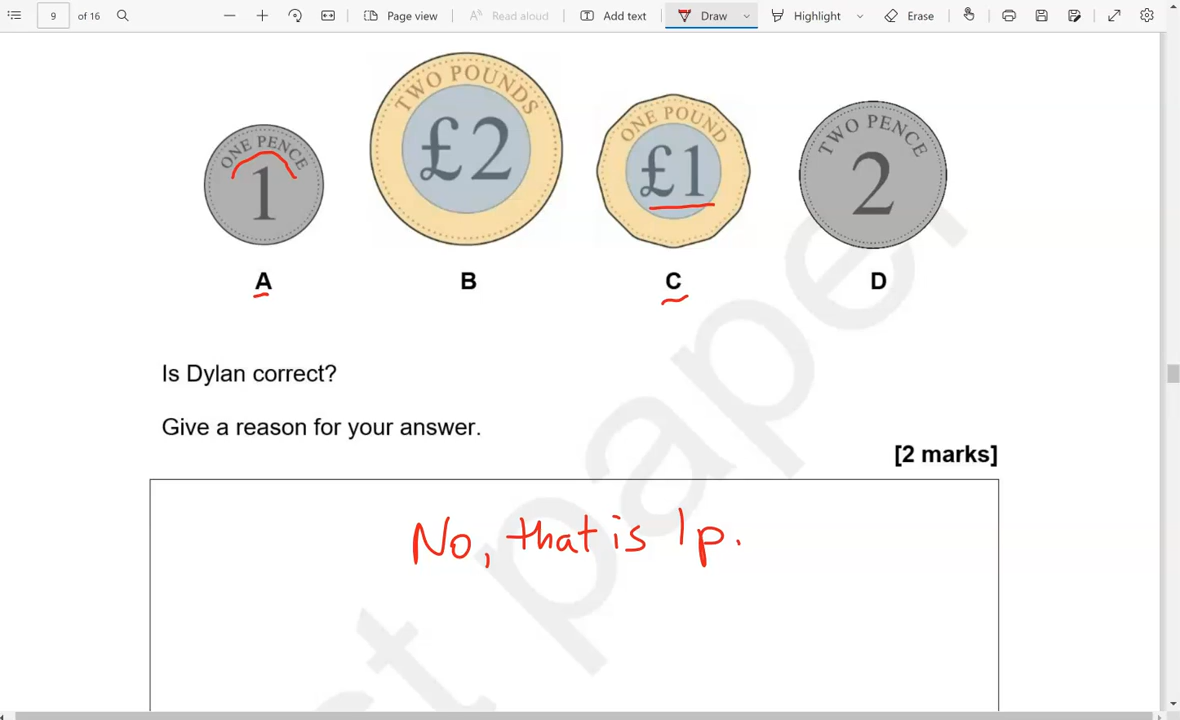 9 of 16 Page view Read aloud Add text Draw Highlight Erase
ONE PENCE
1
TWO POUNDS
£2
ONE POUND
£1
TWO PENCE
2
A B C D
Is Dylan correct?
Give a reason for your answer.
[2 marks]
No, that is 1p.
st paper